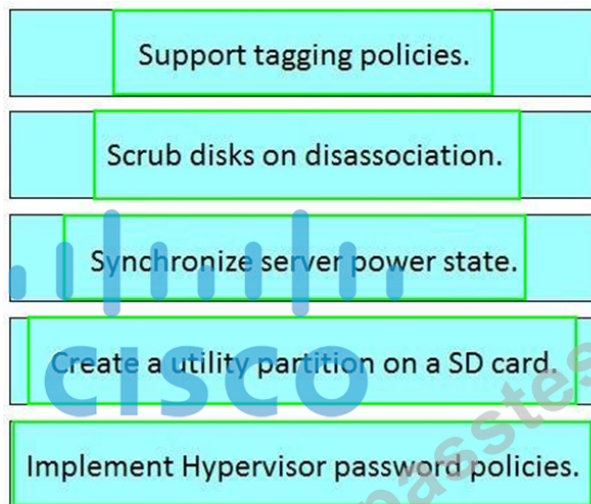 Support tagging policies.
Scrub disks on disassociation.
Synchronize server power state.
Create a utility partition on a SD card.
CISCO
Implement Hypervisor password policies.